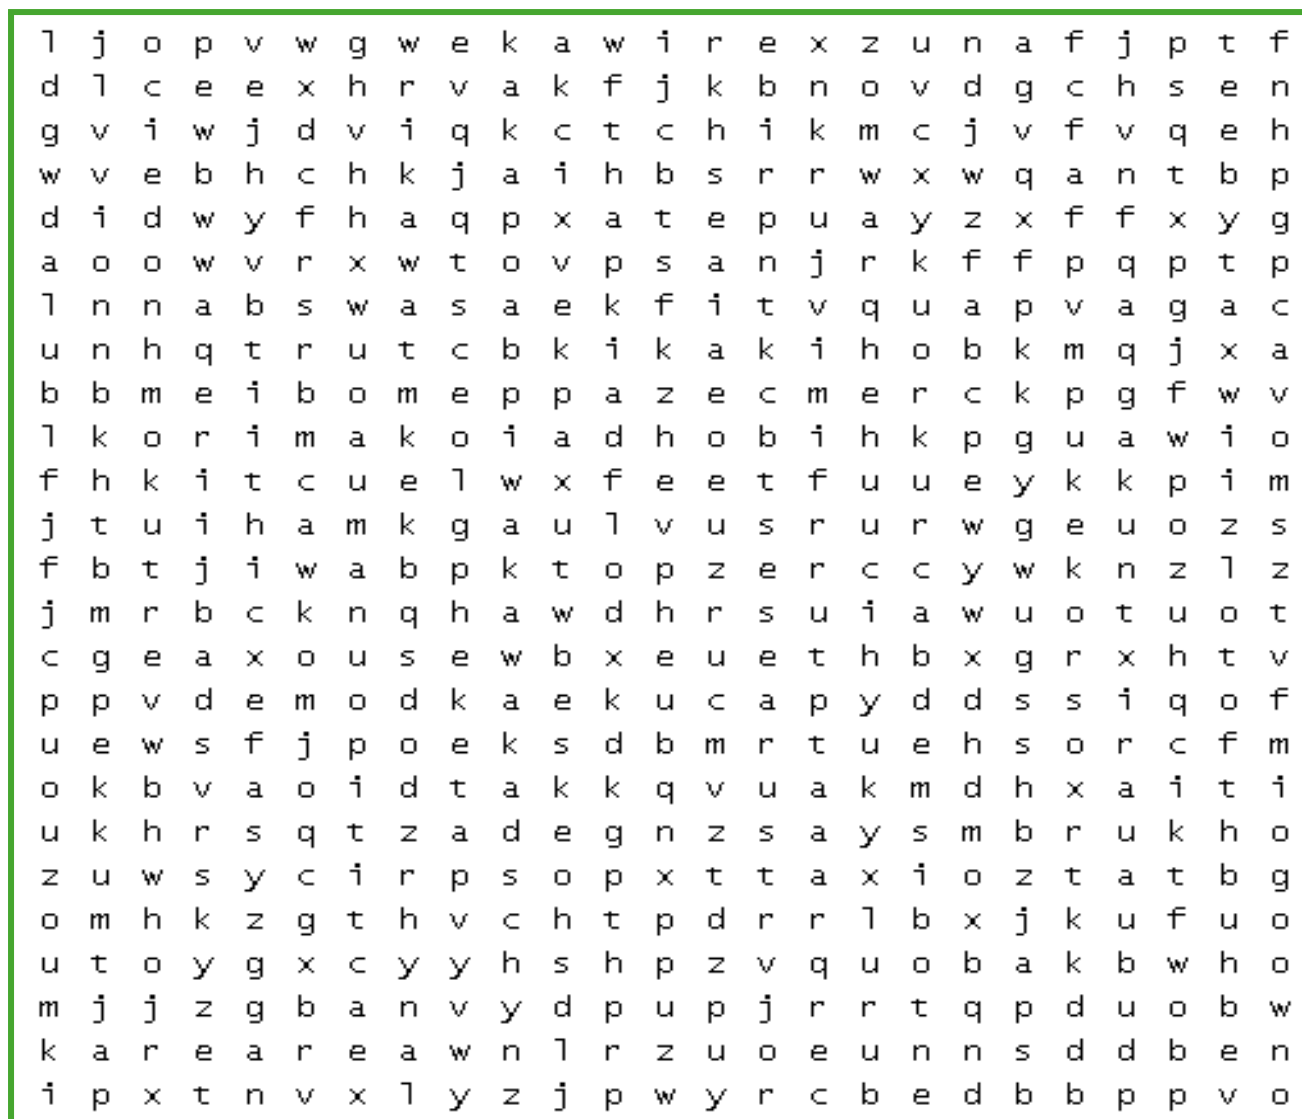 l j o p v w g w e k a w i r e x z u n a f j p t f
d l c e e x h r v a k f j k b n o v d g c h s e n
g v i w j d v i q k c t c h i k m c j v f v q e h
w v e b h c h k j a i h b s r r w x w q a n t b p
d i d w y f h a q p x a t e p u a y z x f f x y g
a o o w v r x w t o v p s a n j r k f f p q p t p
l n n a b s w a s a e k f i t v q u a p v a g a c
u n h q t r u t c b k i k a k i h o b k m q j x a
b b m e i b o m e p p a z e c m e r c k p g f w v
l k o r i m a k o i a d h o b i h k p g u a w i o
f h k i t c u e l w x f e e t f u u e y k k p i m
j t u i h a m k g a u l v u s r u r w g e u o z s
f b t j i w a b p k t o p z e r c c y w k n z l z
j m r b c k n q h a w d h r s u i a w u o t u o t
c g e a x o u s e w b x e u e t h b x g r x h t v
p p v d e m o d k a e k u c a p y d d s s i q o f
u e w s f j p o e k s d b m r t u e h s o r c f m
o k b v a o i d t a k k q v u a k m d h x a i t i
u k h r s q t z a d e g n z s a y s m b r u k h o
z u w s y c i r p s o p x t t a x i o z t a t b g
o m h k z g t h v c h t p d r r l b x j k u f u o
u t o y g x c y y h s h p z v q u o b a k b w h o
m j j z g b a n v y d p u p j r r t q p d u o b w
k a r e a r e a w n l r z u o e u n n s d d b e n
i p x t n v x l y z j p w y r c b e d b b p p v o